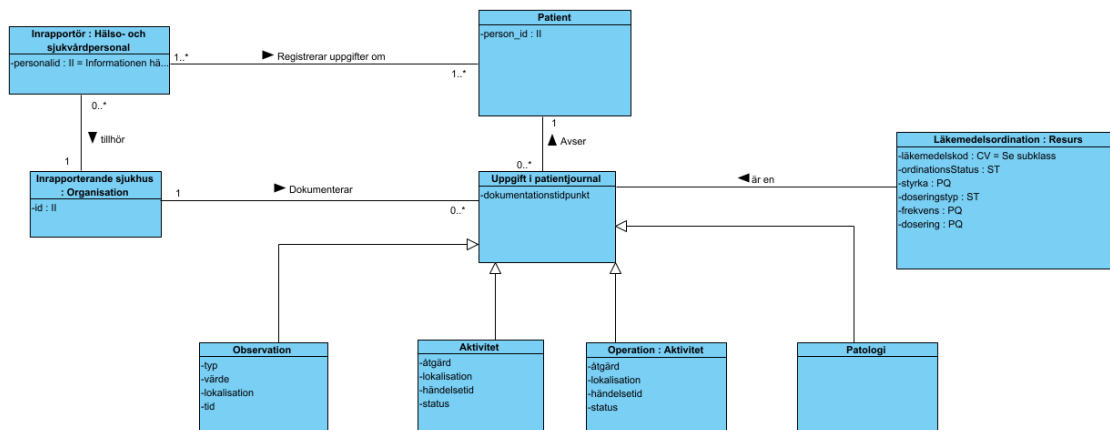 Inrapportör : Hälso- och
sjukvårdpersonal
-personalid : II = Informationen hä...
1..*
Registrerar uppgifter om
1..*
Patient
-person_id : II
0..*
tillhör
1
1
Avser
0..*
Inrapporterande sjukhus
: Organisation
-id : II
1
Dokumenterar
0..*
Uppgift i patientjournal
-dokumentationstidpunkt
är en
Läkemedelsordination : Resurs
-läkemedelskod : CV = Se subklass
-ordinationsStatus : ST
-styrka : PQ
-doseringstyp : ST
-frekvens : PQ
-dosering : PQ
Observation
-typ
-värde
-lokalisation
-tid
Aktivitet
-åtgärd
-lokalisation
-händelsetid
-status
Operation : Aktivitet
-åtgärd
-lokalisation
-händelsetid
-status
Patologi